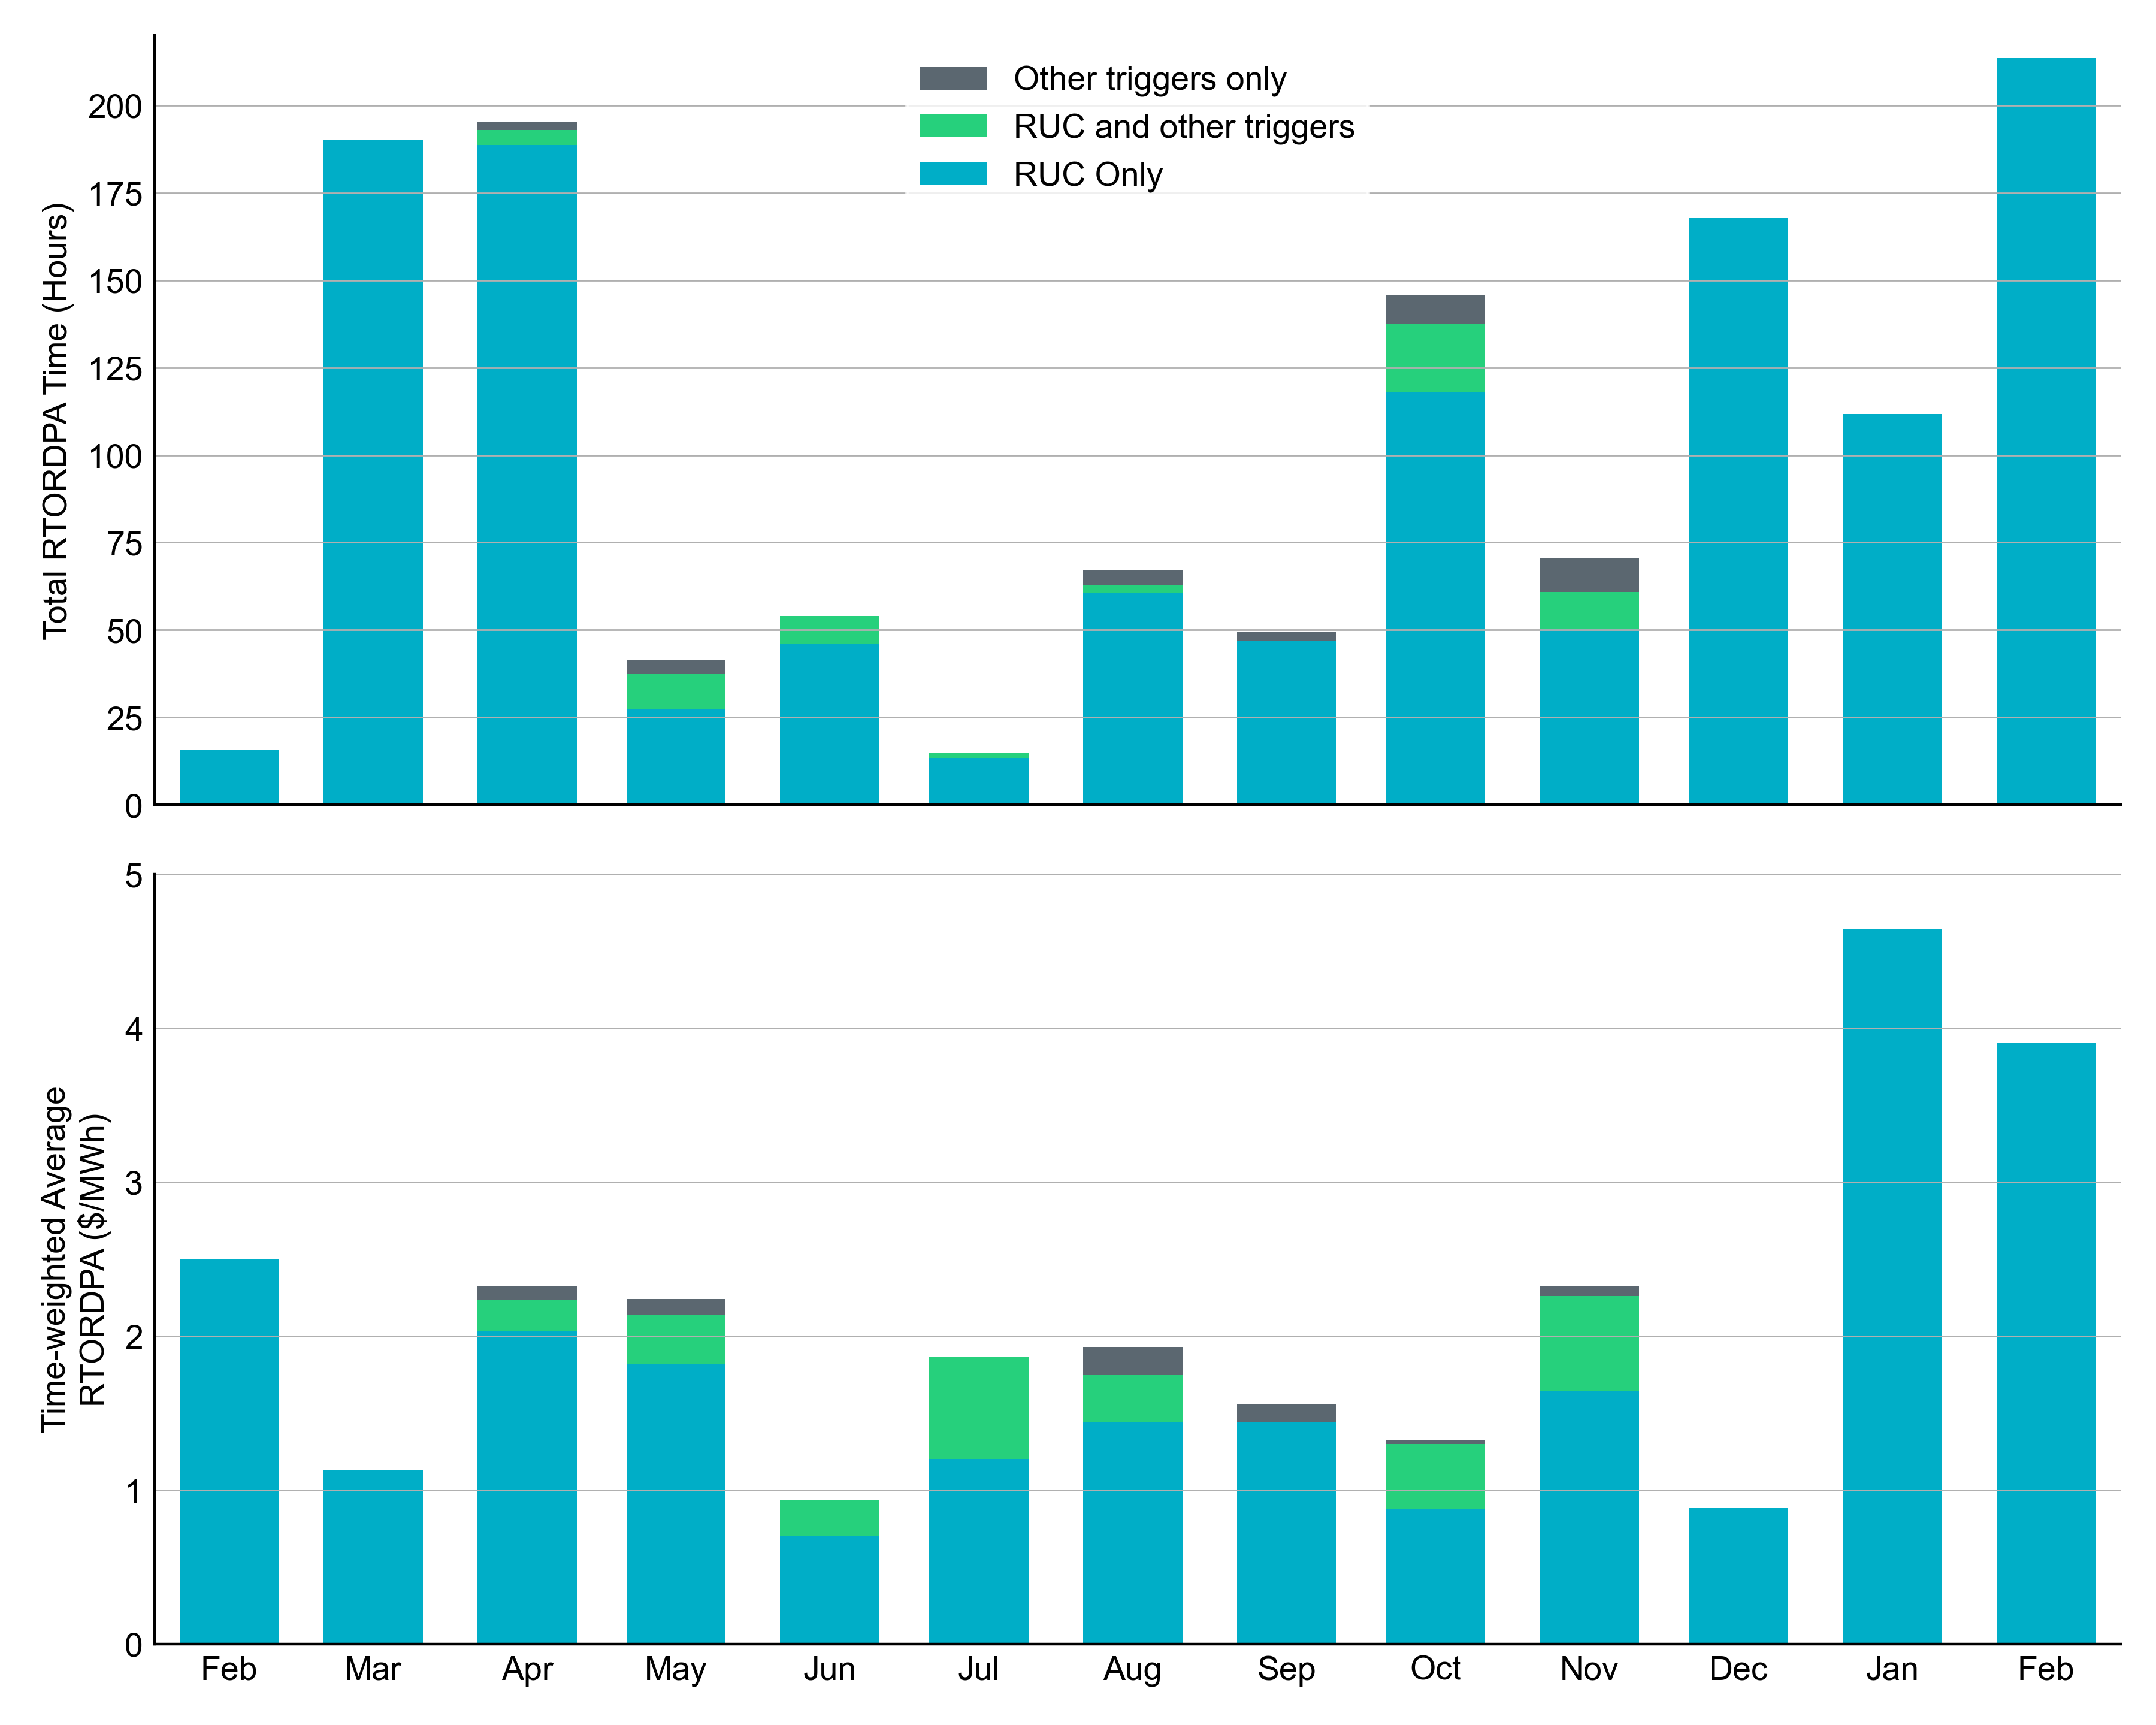 Other triggers only
RUC and other triggers
RUC Only
Total RTORDPA Time (Hours)
200
175
150
125
100
75
50
25
0
Time-weighted Average
RTORDPA ($/MWh)
5
4
3
2
1
0
Feb Mar Apr May Jun Jul Aug Sep Oct Nov Dec Jan Feb